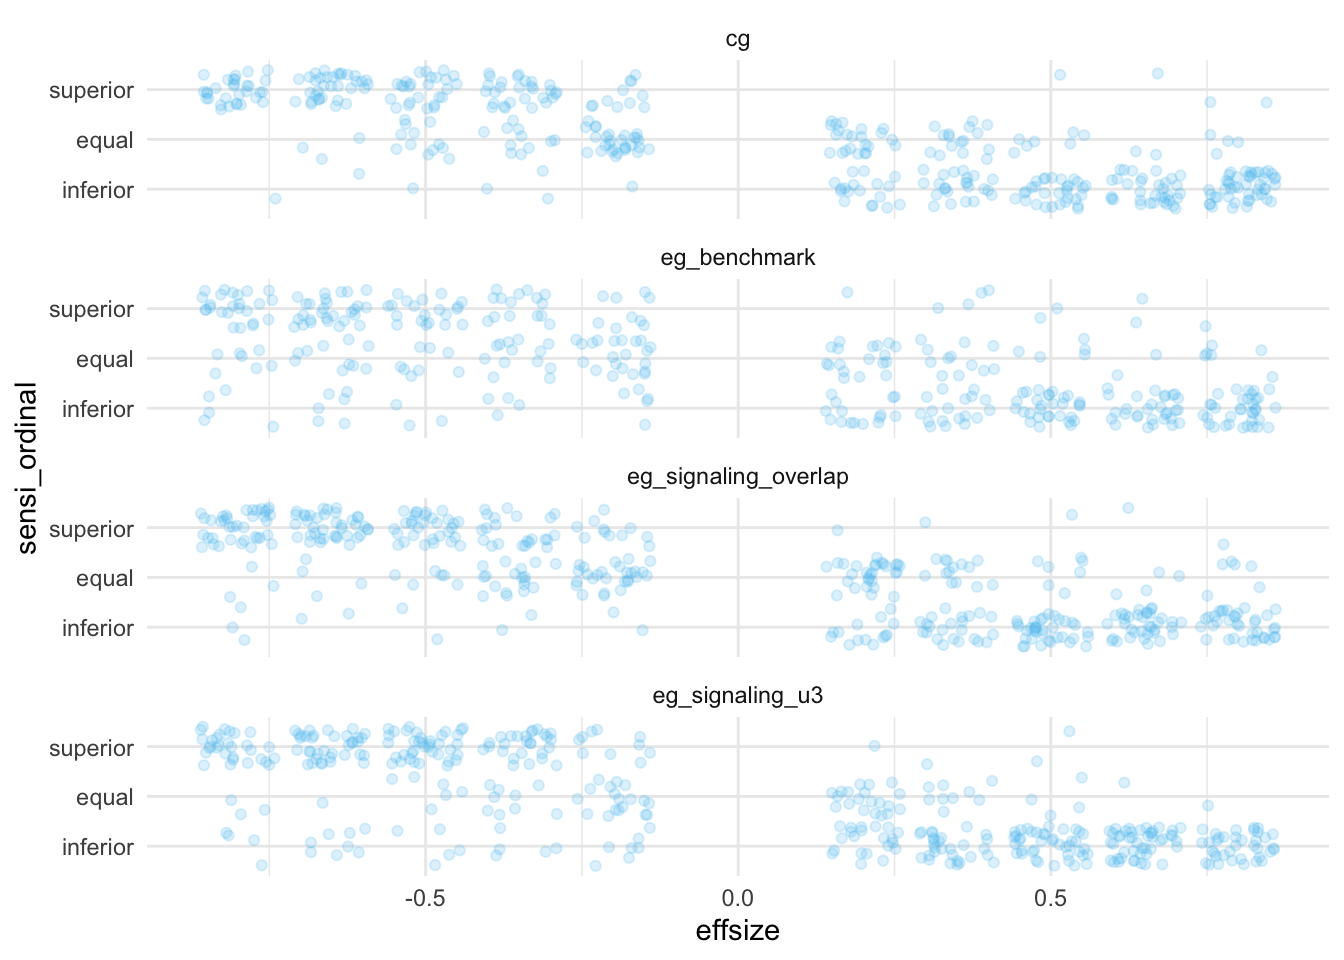 cg
superior
equal
inferior
eg_benchmark
superior
equal
inferior
eg_signaling_overlap
superior
equal
inferior
eg_signaling_u3
superior
equal
inferior
sensi_ordinal
-0.5 0.0 0.5
effsize